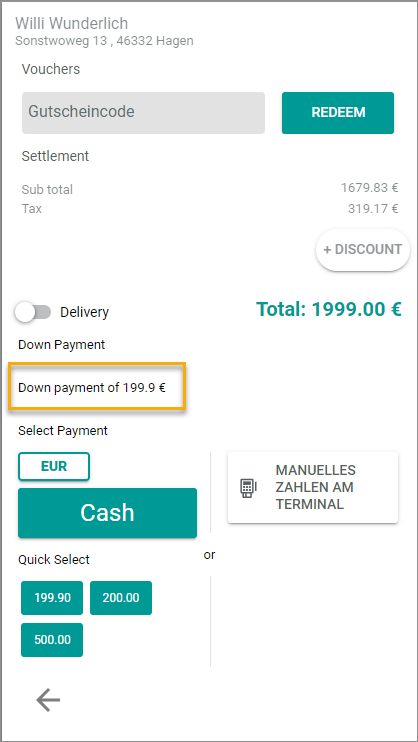 Willi Wunderlich
Sonstwoweg 13 , 46332 Hagen
Vouchers
Gutscheincode
REDEEM
Settlement
Sub total 1679.83 €
Tax 319.17 €
+ DISCOUNT
Delivery
Total: 1999.00 €
Down Payment
Down payment of 199.9 €
Select Payment
EUR
Cash
MANUELLES
ZAHLEN AM
TERMINAL
or
Quick Select
199.90 200.00
500.00